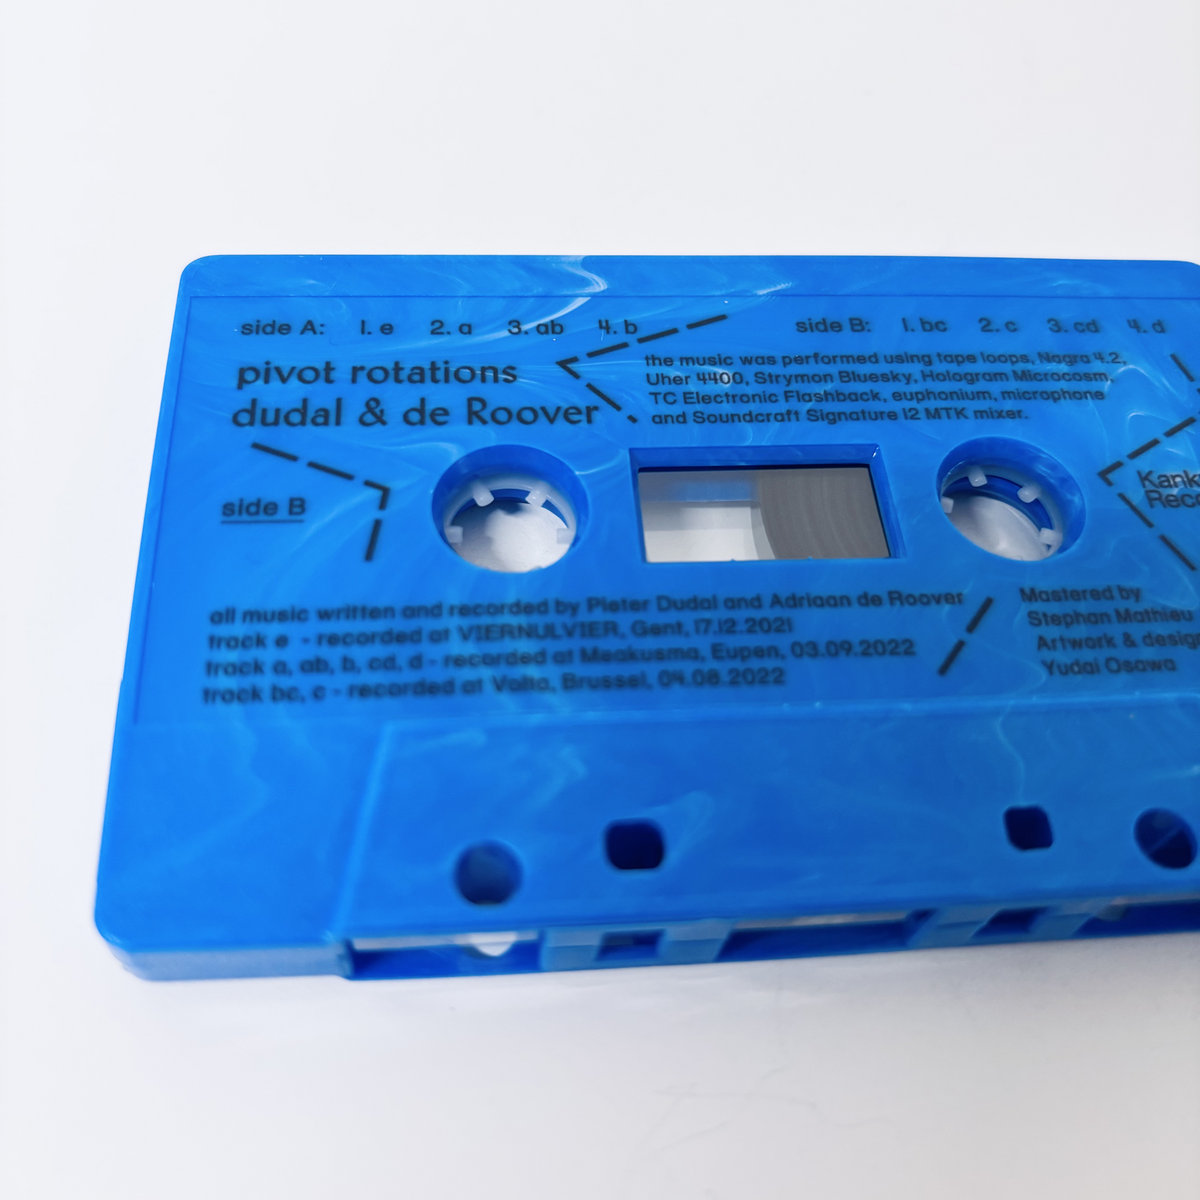 side A: 1. e 2. a 3. ab 4. b
side B: 1. bc 2. c 3. cd 4. d
pivot rotations
dudal & de Roover
the music was performed using tape loops, Nagra 4.2,
Uher 4400, Strymon Bluesky, Hologram Microcosm,
TC Electronic Flashback, euphonium, microphone
and Soundcraft Signature 12 MTK mixer.
side B
all music written and recorded by Pieter Dudal and Adriaan de Roover
track e - recorded at VIERNULVIER, Gent, 17.12.2021
track a, ab, b, cd, d - recorded at Meakusma, Eupen, 03.09.2022
track bc, c - recorded at Volta, Brussel, 04.08.2022
Mastered by
Stephan Mathieu
Artwork & design
Yudai Osawa